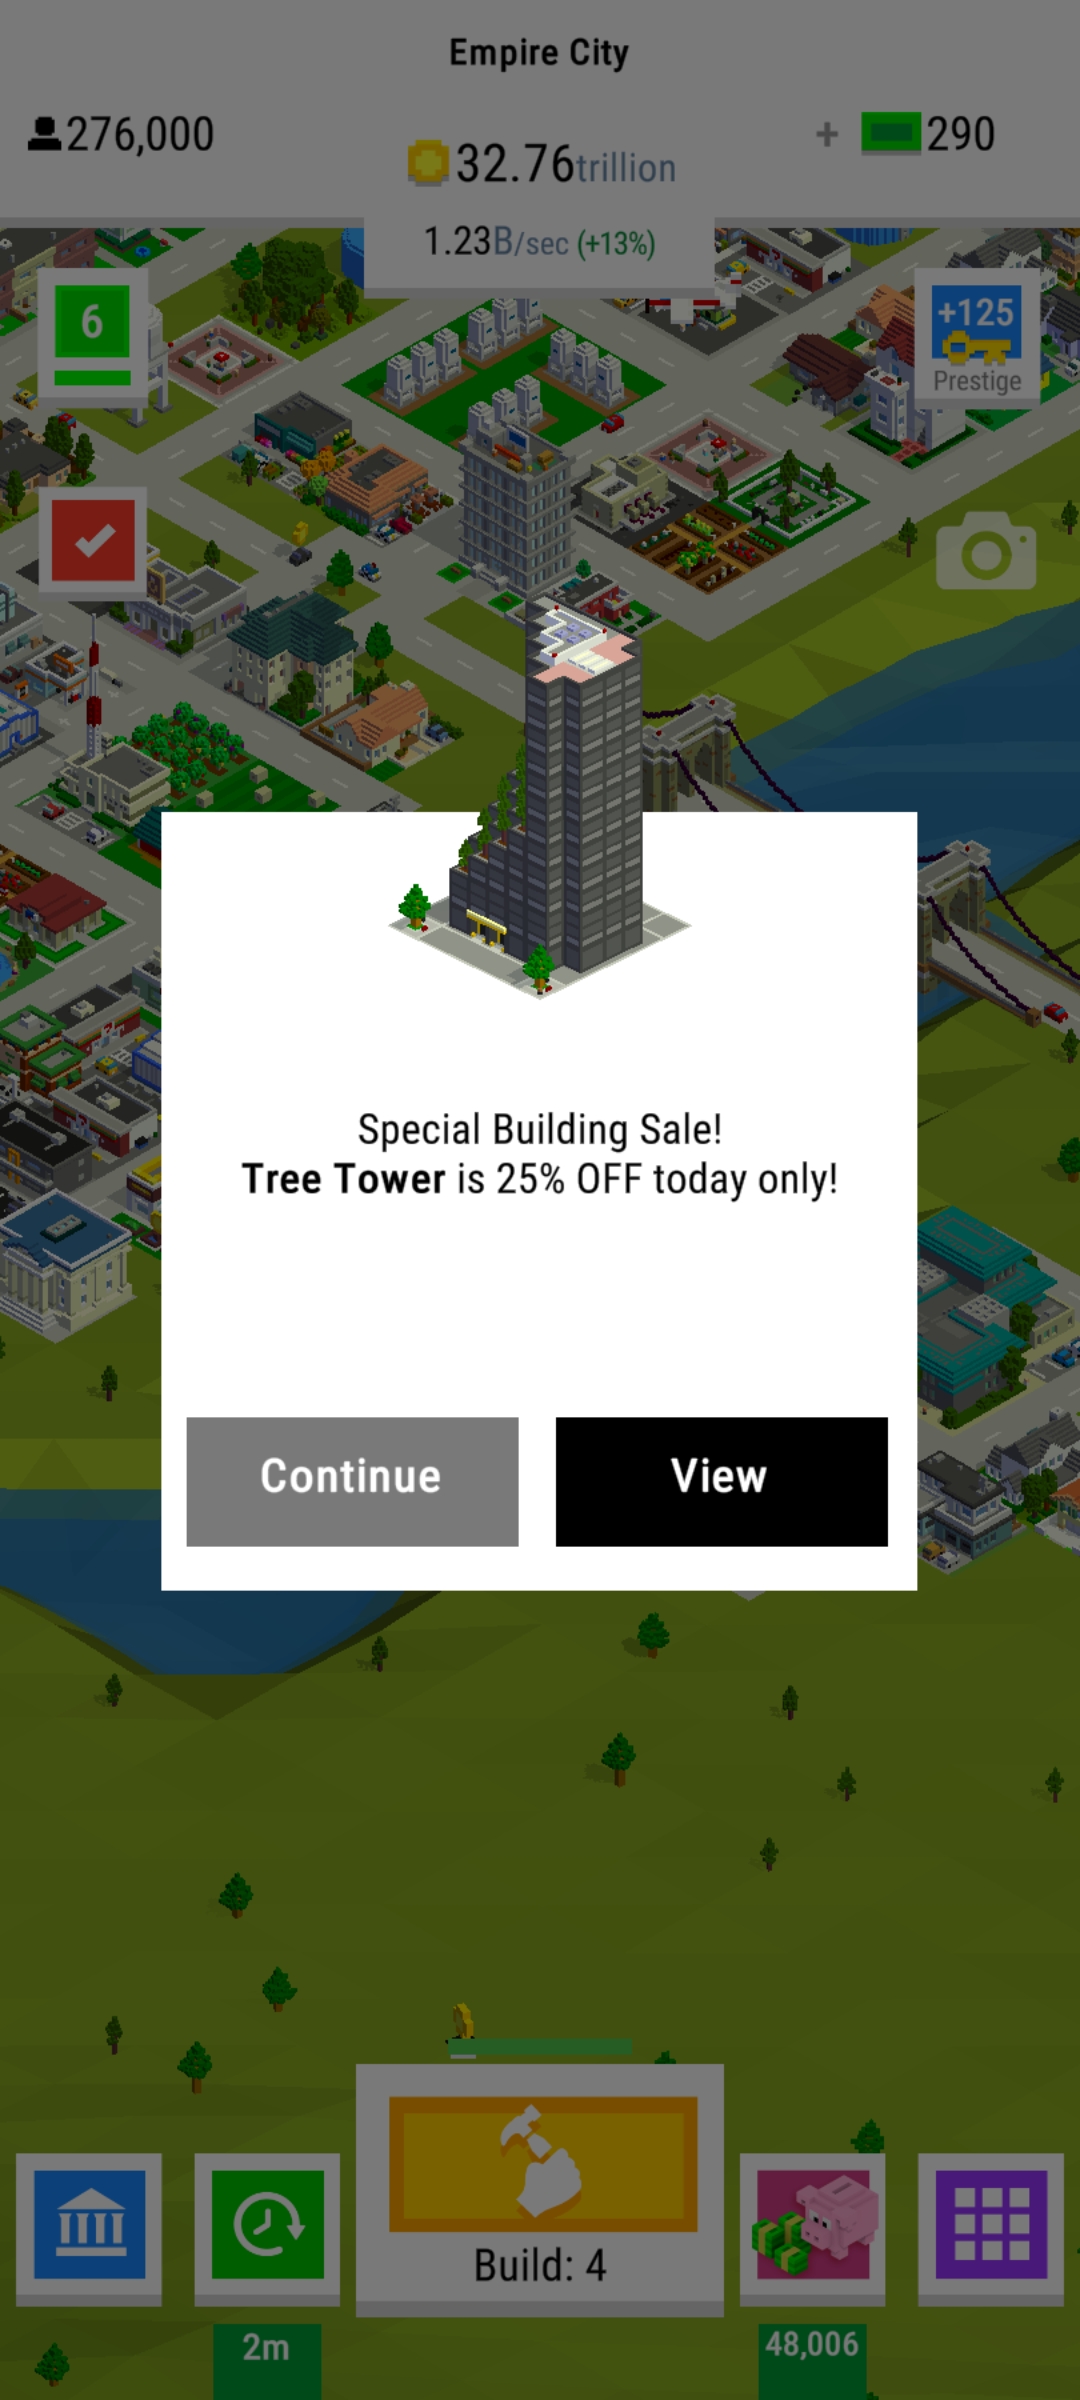 Empire City
276,000
32.76trillion
+ 290
1.23B/sec (+13%)
6
+125
Prestige
Special Building Sale!
Tree Tower is 25% OFF today only!
Continue
View
Build: 4
2m
48,006